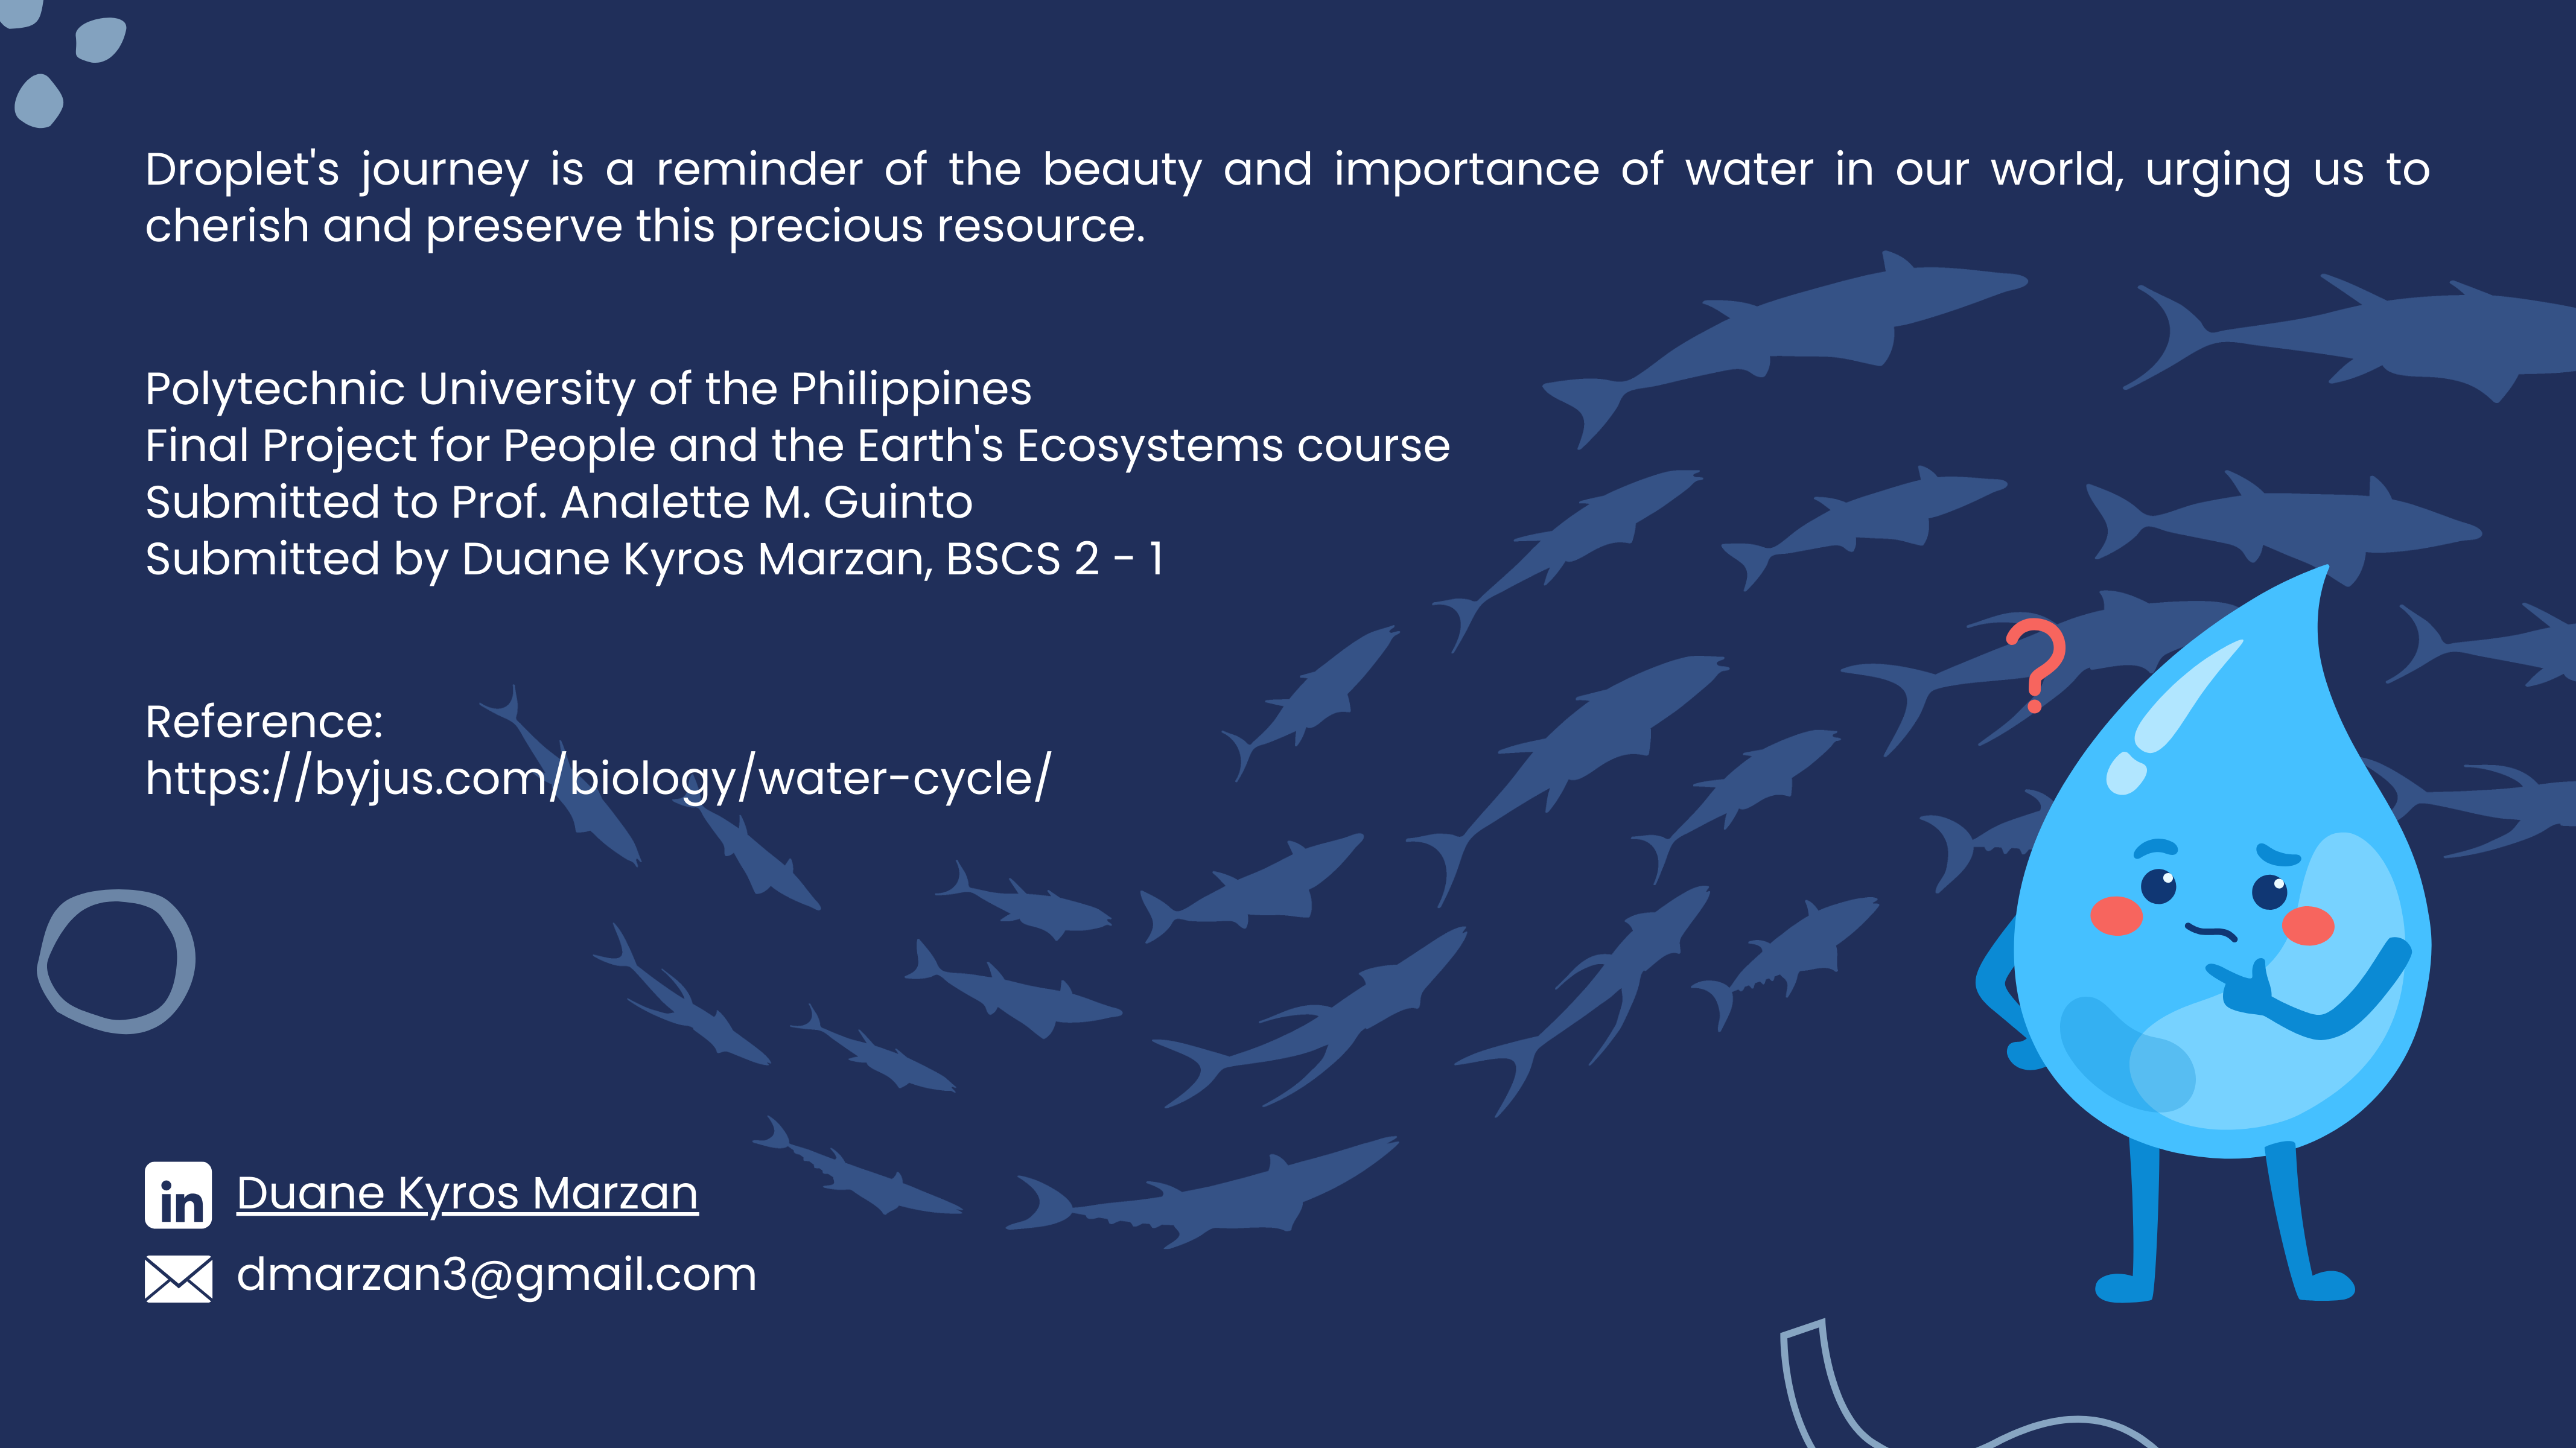 Droplet's journey is a reminder of the beauty and importance of water in our world, urging us to
cherish and preserve this precious resource.
Polytechnic University of the Philippines
Final Project for People and the Earth's Ecosystems course
Submitted to Prof. Analette M. Guinto
Submitted by Duane Kyros Marzan, BSCS 2 - 1
Reference:
https://byjus.com/biology/water-cycle/
?
in
Duane Kyros Marzan
dmarzan3@gmail.com